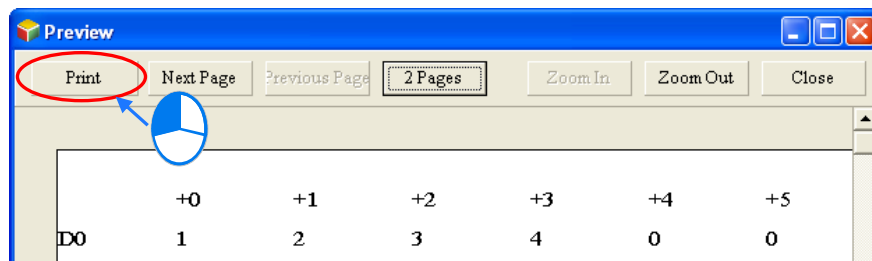 Preview
Print Next Page Previous Page 2 Pages Zoom In Zoom Out Close
+0 +1 +2 +3 +4 +5
D0 1 2 3 4 0 0